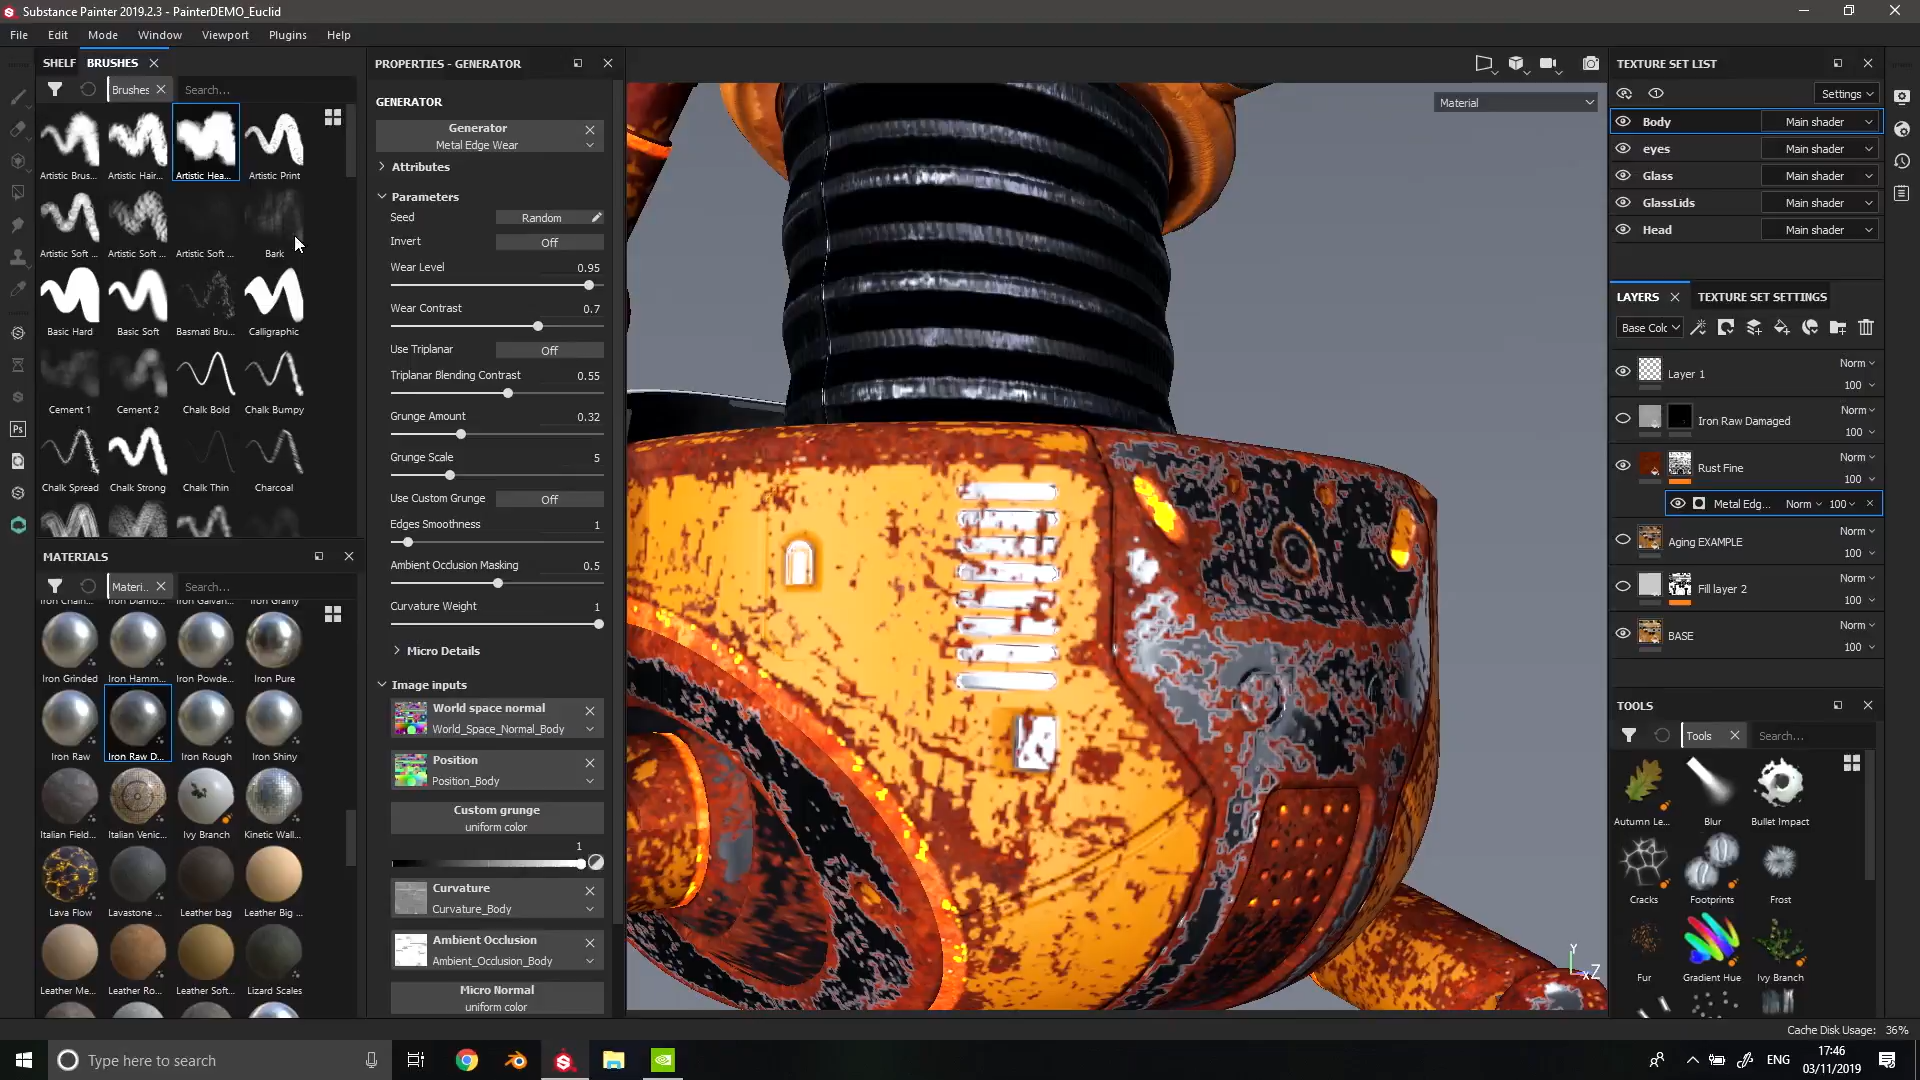 Substance Painter 2019.2.3 - PainterDEMO_Euclid
File Edit Mode Window Viewport Plugins Help
SHELF BRUSHES
Brushes Search...
Artistic Brus... Artistic Hair... Artistic Hea... Artistic Print
Artistic Soft ... Artistic Soft ... Artistic Soft ... Bark
Basic Hard Basic Soft Basmati Bru... Calligraphic
Cement 1 Cement 2 Chalk Bold Chalk Bumpy
Chalk Spread Chalk Strong Chalk Thin Charcoal
MATERIALS
Materi... Search...
Iron Chain... Iron Diamo... Iron Galvan... Iron Grainy
Iron Grinded Iron Hamm... Iron Powde... Iron Pure
Iron Raw Iron Raw D... Iron Rough Iron Shiny
Italian Field... Italian Venic... Ivy Branch Kinetic Wall...
Lava Flow Lavastone ... Leather bag Leather Big ...
Leather Me... Leather Ro... Leather Soft... Lizard Scales
PROPERTIES - GENERATOR
GENERATOR
Generator
Metal Edge Wear
Attributes
Parameters
Seed Random
Invert Off
Wear Level 0.95
Wear Contrast 0.7
Use Triplanar Off
Triplanar Blending Contrast 0.55
Grunge Amount 0.32
Grunge Scale 5
Use Custom Grunge Off
Edges Smoothness 1
Ambient Occlusion Masking 0.5
Curvature Weight 1
Micro Details
Image inputs
World space normal
World_Space_Normal_Body
Position
Position_Body
Custom grunge
uniform color
1
Curvature
Curvature_Body
Ambient Occlusion
Ambient_Occlusion_Body
Micro Normal
uniform color
Material
Y
X Z
TEXTURE SET LIST
Settings
Body Main shader
eyes Main shader
Glass Main shader
GlassLids Main shader
Head Main shader
LAYERS TEXTURE SET SETTINGS
Base Colc
Layer 1 Norm
100
Iron Raw Damaged Norm
100
Rust Fine Norm
100
Metal Edg... Norm 100
Aging EXAMPLE Norm
100
Fill layer 2 Norm
100
BASE Norm
100
TOOLS
Tools Search...
Autumn Le... Blur Bullet Impact
Cracks Footprints Frost
Fur Gradient Hue Ivy Branch
Cache Disk Usage: 36%
Ps
Type here to search
ENG
17:46
03/11/2019